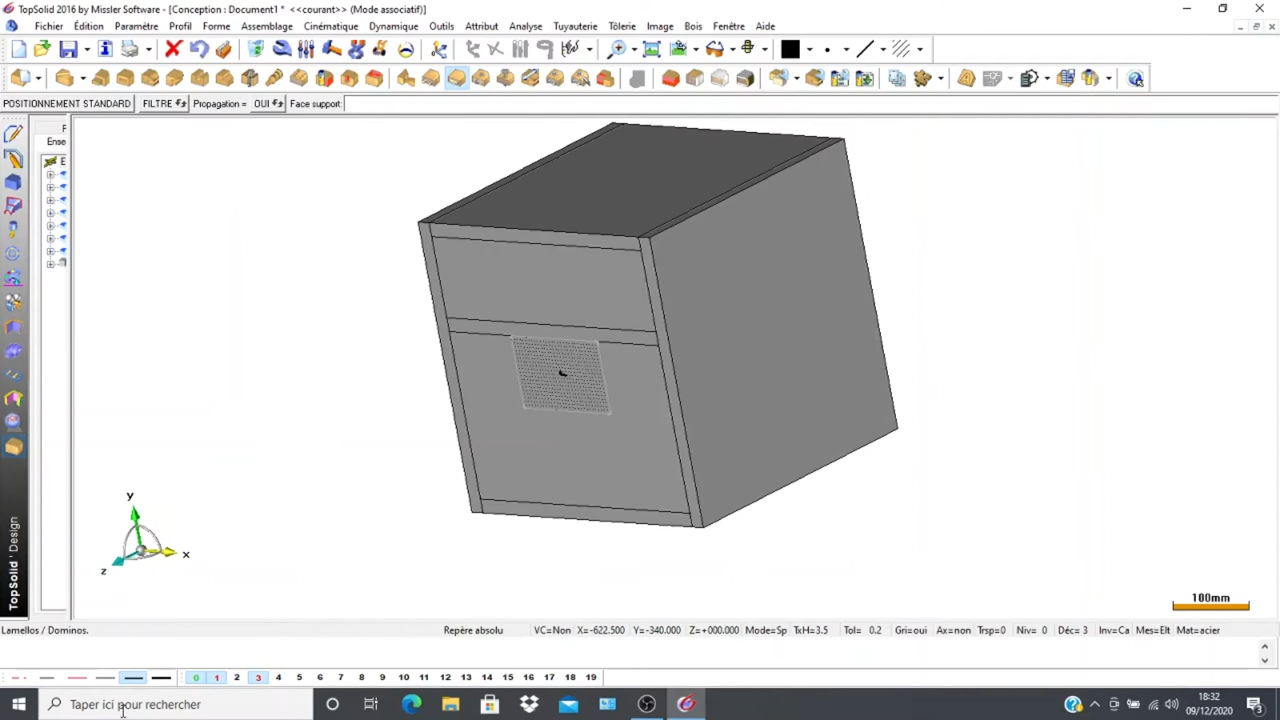 TopSolid 2016 by Missler Software - [Conception : Document1 * <<courant>> (Mode associatif)]
Fichier Édition Paramètre Profil Forme Assemblage Cinématique Dynamique Outils Attribut Analyse Tuyauterie Tôlerie Image Bois Fenêtre Aide
POSITIONNEMENT STANDARD FILTRE Propagation = OUI Face support:
Ense
y
x
z
TopSolid ' Design
100mm
Lamellos / Dominos. Repère absolu VC=Non X=-622.500 Y=-340.000 Z=+000.000 Mode=Sp TxH=3.5 Tol= 0.2 Gri=oui Ax=non Trsp=0 Niv= 0 Déc= 3 Inv=Ca Mes=Elt Mat=acier
0 1 2 3 4 5 6 7 8 9 10 11 12 13 14 15 16 17 18 19
Taper ici pour rechercher
18:32
09/12/2020